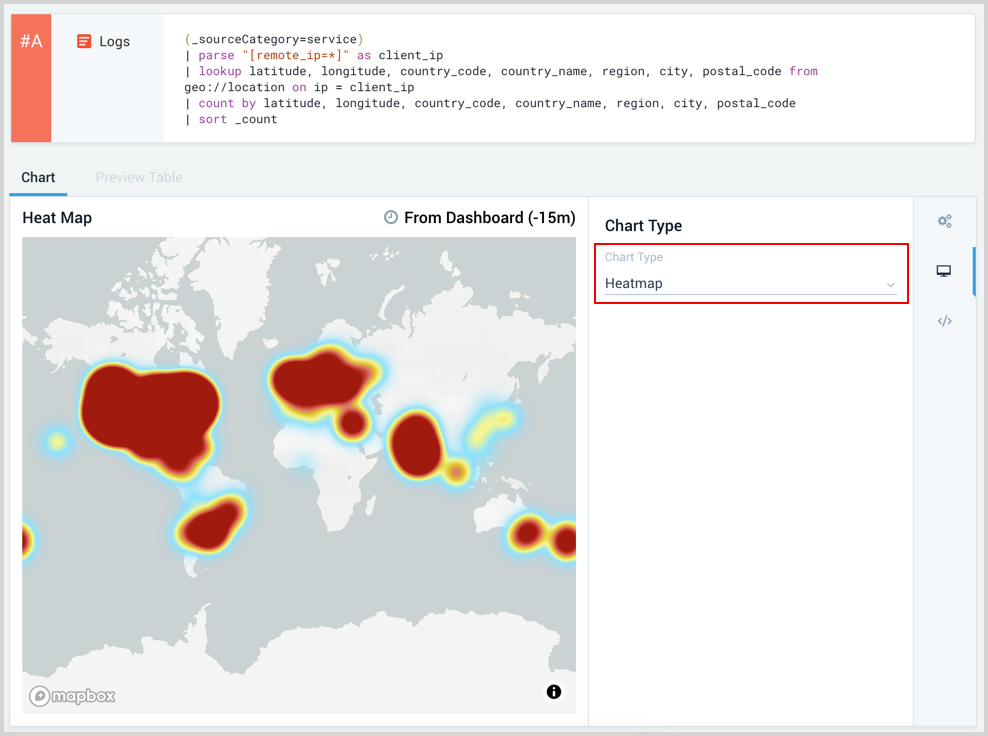 #A
Logs
(_sourceCategory=service)
| parse "[remote_ip=*]" as client_ip
| lookup latitude, longitude, country_code, country_name, region, city, postal_code from
geo://location on ip = client_ip
| count by latitude, longitude, country_code, country_name, region, city, postal_code
| sort _count
Chart
Preview Table
Heat Map
From Dashboard (-15m)
Chart Type
Chart Type
Heatmap
</>
mapbox
i